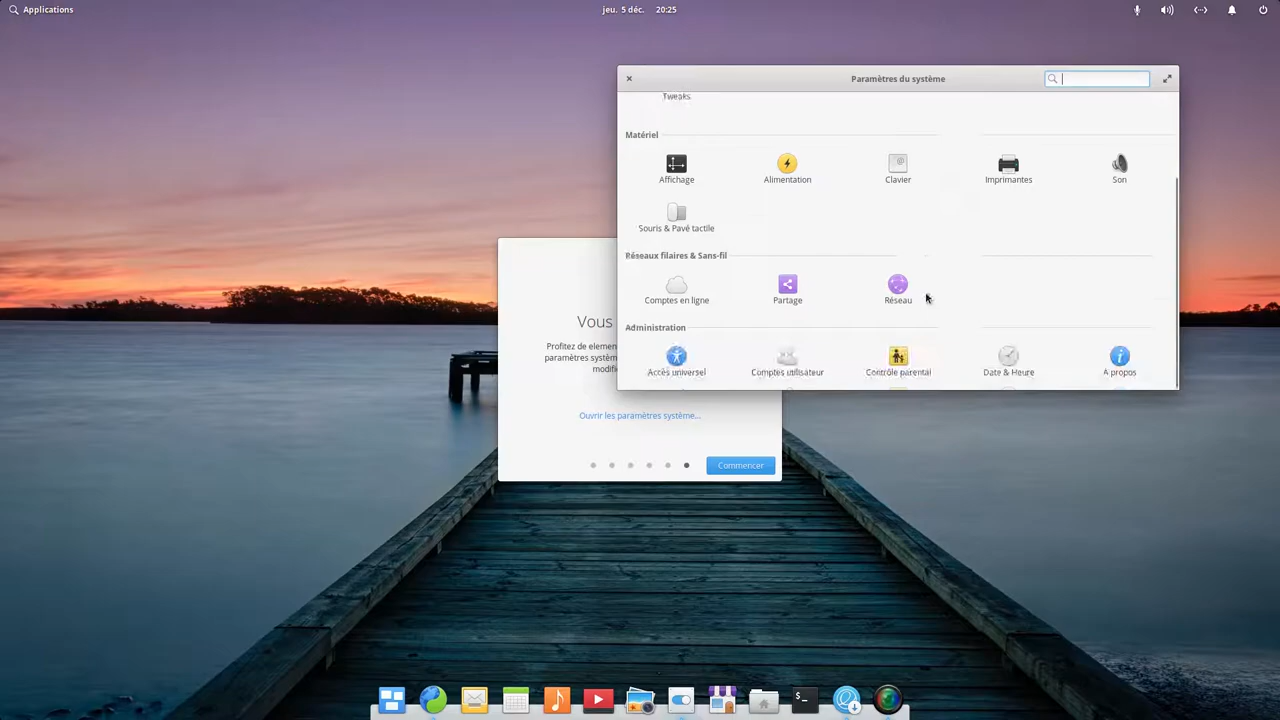 Applications
jeu. 5 déc. 20:25
Paramètres du système
Tweaks
Matériel
Affichage
Alimentation
Clavier
Imprimantes
Son
Souris & Pavé tactile
Réseaux filaires & Sans-fil
Comptes en ligne
Partage
Réseau
Administration
Accès universel
Comptes utilisateur
Contrôle parental
Date & Heure
À propos
Vous
Profitez de elemen
paramètres systèm
modifi
Ouvrir les paramètres système...
Commencer